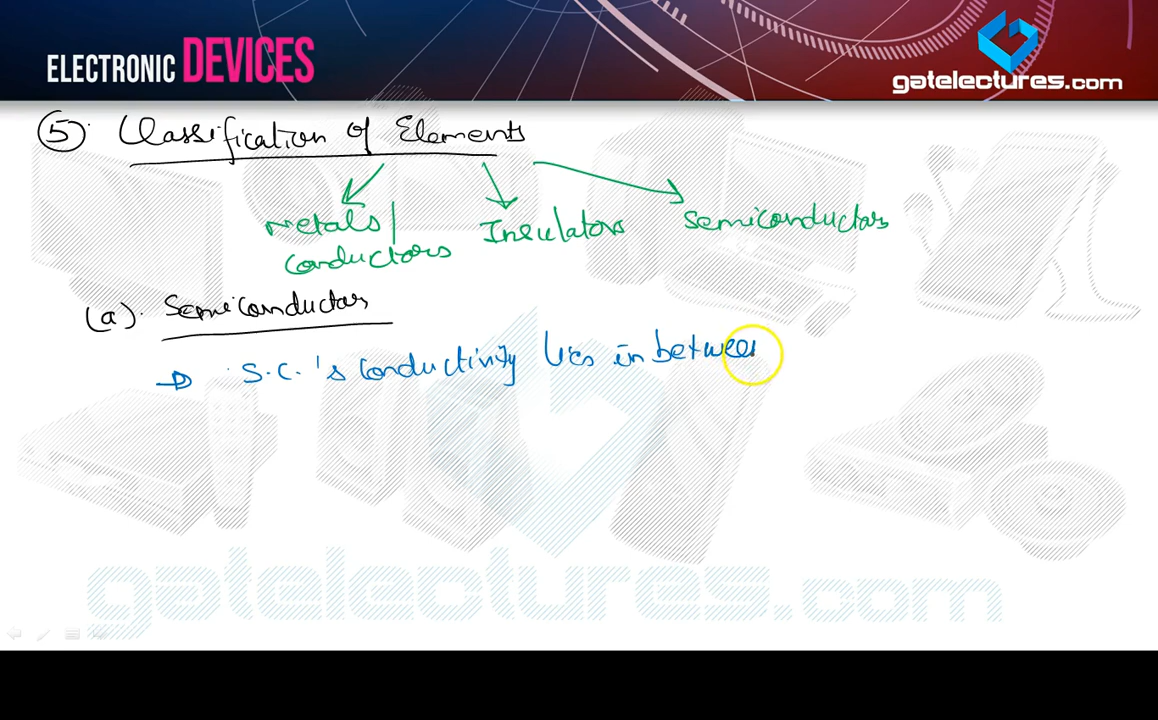 ELECTRONIC DEVICES
gatelectures.com
(5). Classification of Elements
Metals/ Insulators Semiconductors
conductors
(a). Semiconductors
→ S.C.'s conductivity lies in between
gatelectures.com